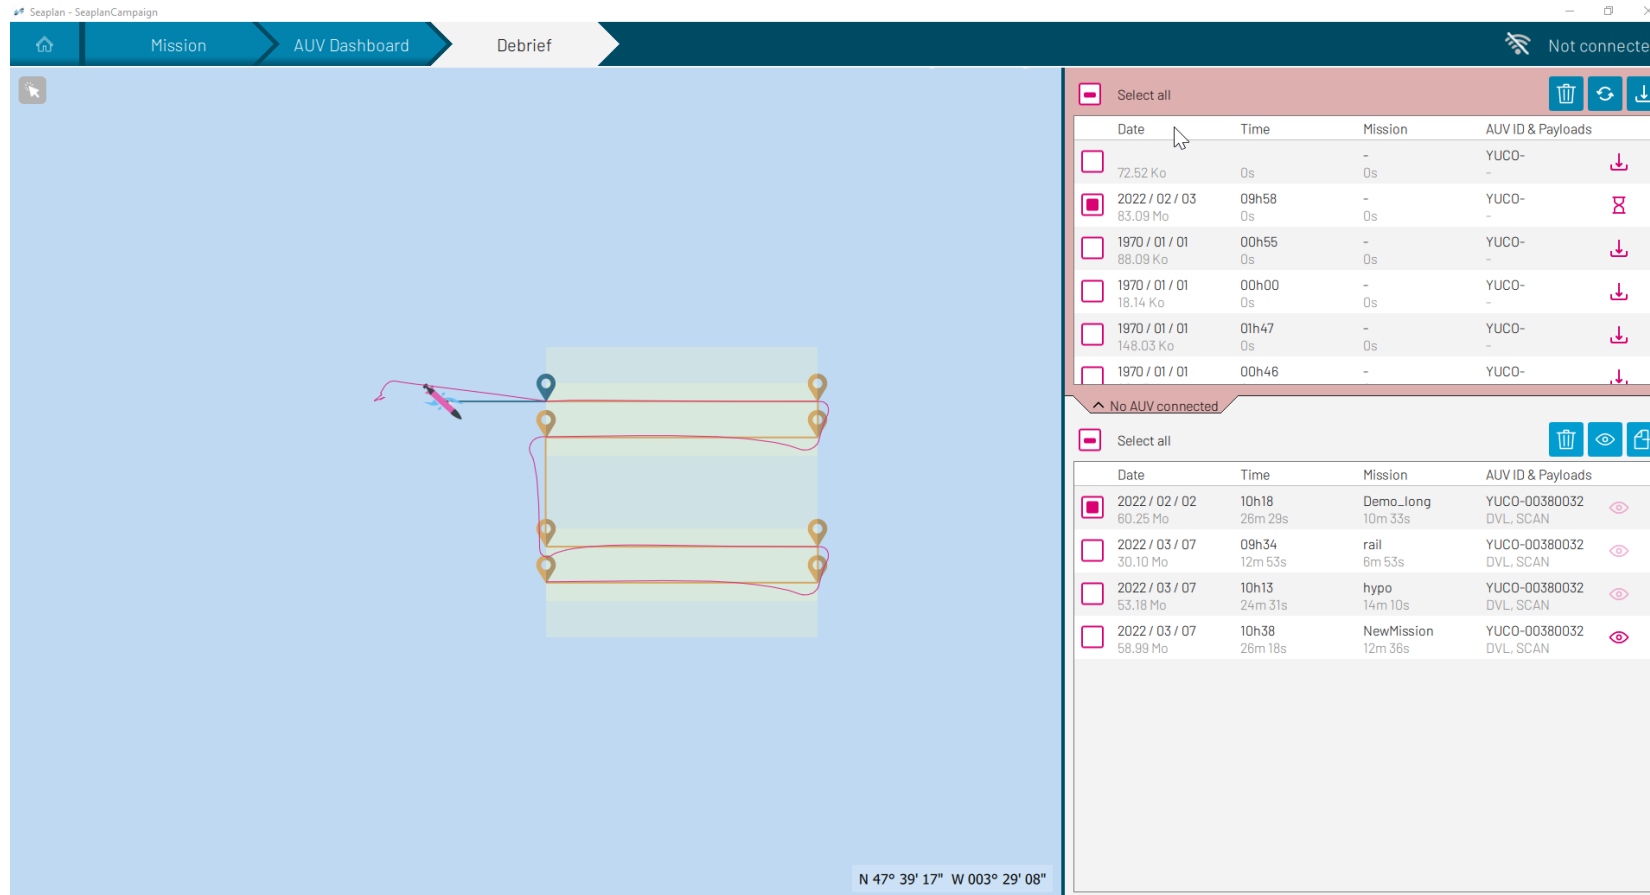 Seaplan - SeaplanCampaign
Mission
AUV Dashboard
Debrief
Not connecte
Select all
Date Time Mission AUV ID & Payloads
- YUCO-
72.52 Ko 0s 0s -
2022 / 02 / 03 09h58 - YUCO-
83.09 Mo 0s 0s -
1970 / 01 / 01 00h55 - YUCO-
88.09 Ko 0s 0s -
1970 / 01 / 01 00h00 - YUCO-
18.14 Ko 0s 0s -
1970 / 01 / 01 01h47 - YUCO-
148.03 Ko 0s 0s -
1970 / 01 / 01 00h46 - YUCO-
No AUV connected
Select all
Date Time Mission AUV ID & Payloads
2022 / 02 / 02 10h18 Demo_long YUCO-00380032
60.25 Mo 26m 29s 10m 33s DVL, SCAN
2022 / 03 / 07 09h34 rail YUCO-00380032
30.10 Mo 12m 53s 6m 53s DVL, SCAN
2022 / 03 / 07 10h13 hypo YUCO-00380032
53.18 Mo 24m 31s 14m 10s DVL, SCAN
2022 / 03 / 07 10h38 NewMission YUCO-00380032
58.99 Mo 26m 18s 12m 36s DVL, SCAN
N 47° 39' 17" W 003° 29' 08"